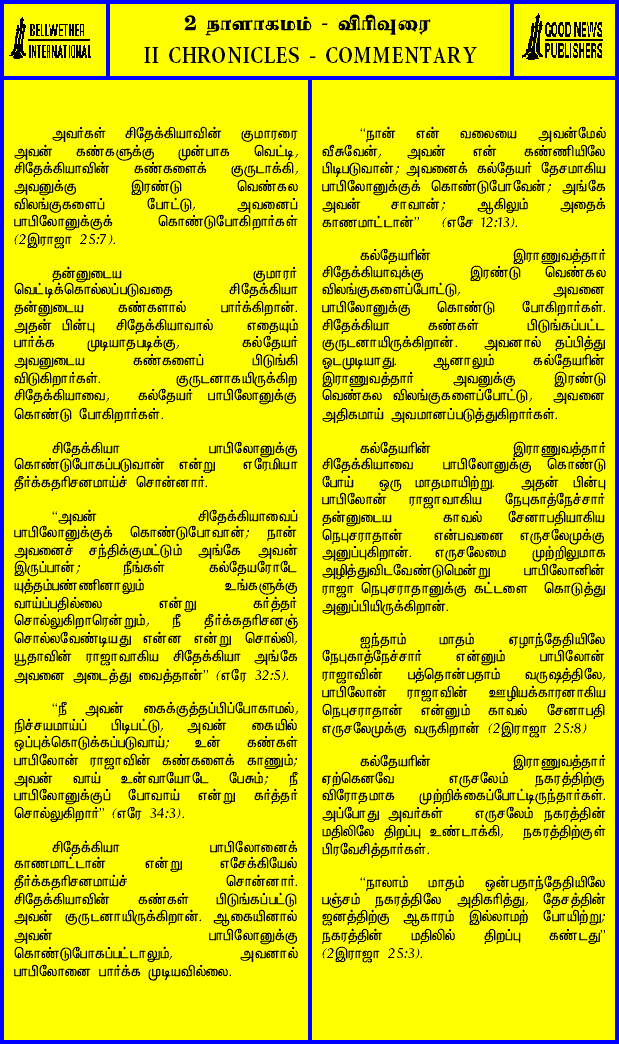 BELLWETHER
INTERNATIONAL
2 நாளாகமம் - விரிவுரை
II CHRONICLES - COMMENTARY
GOOD NEWS
PUBLISHERS
அவர்கள் சிதேக்கியாவின் குமாரரை
அவன் கண்களுக்கு முன்பாக வெட்டி,
சிதேக்கியாவின் கண்களைக் குருடாக்கி,
அவனுக்கு இரண்டு வெண்கல
விலங்குகளைப் போட்டு, அவனைப்
பாபிலோனுக்குக் கொண்டுபோகிறார்கள்
(2இராஜா 25:7).
தன்னுடைய குமாரர்
வெட்டிக்கொல்லப்படுவதை சிதேக்கியா
தன்னுடைய கண்களால் பார்க்கிறான்.
அதன் பின்பு சிதேக்கியாவால் எதையும்
பார்க்க முடியாதபடிக்கு, கல்தேயர்
அவனுடைய கண்களைப் பிடுங்கி
விடுகிறார்கள். குருடனாகயிருக்கிற
சிதேக்கியாவை, கல்தேயர் பாபிலோனுக்கு
கொண்டு போகிறார்கள்.
சிதேக்கியா பாபிலோனுக்கு
கொண்டுபோகப்படுவான் என்று எரேமியா
தீர்க்கதரிசனமாய் சொன்னார்.
“அவன் சிதேக்கியாவைப்
பாபிலோனுக்குக் கொண்டுபோவான்; நான்
அவனைச் சந்திக்குமட்டும் அங்கே அவன்
இருப்பான்; நீங்கள் கல்தேயரோடே
யுத்தம்பண்ணினாலும் உங்களுக்கு
வாய்ப்பதில்லை என்று கர்த்தர்
சொல்லுகிறாரென்றும், நீ தீர்க்கதரிசனஞ்
சொல்லவேண்டியது என்ன என்று சொல்லி,
யூதாவின் ராஜாவாகிய சிதேக்கியா அங்கே
அவனை அடைத்து வைத்தான்” (எரே 32:5).
“நீ அவன் கைக்குத்தப்பிப்போகாமல்,
நிச்சயமாய்ப் பிடிபட்டு, அவன் கையில்
ஒப்புக்கொடுக்கப்படுவாய்; உன் கண்கள்
பாபிலோன் ராஜாவின் கண்களைக் காணும்;
அவன் வாய் உன்வாயோடே பேசும்; நீ
பாபிலோனுக்குப் போவாய் என்று கர்த்தர்
சொல்லுகிறார்” (எரே 34:3).
சிதேக்கியா பாபிலோனைக்
காணமாட்டான் என்று எசேக்கியேல்
தீர்க்கதரிசனமாய்ச் சொன்னார்.
சிதேக்கியாவின் கண்கள் பிடுங்கப்பட்டு
அவன் குருடனாயிருக்கிறான். ஆகையினால்
அவன் பாபிலோனுக்கு
கொண்டுபோகப்பட்டாலும், அவனால்
பாபிலோனை பார்க்க முடியவில்லை.
“நான் என் வலையை அவன்மேல்
வீசுவேன், அவன் என் கண்ணியிலே
பிடிபடுவான்; அவனைக் கல்தேயர் தேசமாகிய
பாபிலோனுக்குக் கொண்டுபோவேன்; அங்கே
அவன் சாவான்; ஆகிலும் அதைக்
காணமாட்டான்” (எசே 12:13).
கல்தேயரின் இராணுவத்தார்
சிதேக்கியாவுக்கு இரண்டு வெண்கல
விலங்குகளைப்போட்டு, அவனை
பாபிலோனுக்கு கொண்டு போகிறார்கள்.
சிதேக்கியா கண்கள் பிடுங்கப்பட்ட
குருடனாயிருக்கிறான். அவனால் தப்பித்து
ஓடமுடியாது. ஆனாலும் கல்தேயரின்
இராணுவத்தார் அவனுக்கு இரண்டு
வெண்கல விலங்குகளைப்போட்டு, அவனை
அதிகமாய் அவமானப்படுத்துகிறார்கள்.
கல்தேயரின் இராணுவத்தார்
சிதேக்கியாவை பாபிலோனுக்கு கொண்டு
போய் ஒரு மாதமாயிற்று. அதன் பின்பு
பாபிலோன் ராஜாவாகிய நேபுகாத்நேச்சார்
தன்னுடைய காவல் சேனாபதியாகிய
நெபுசராதான் என்பவனை எருசலேமுக்கு
அனுப்புகிறான். எருசலேமை முற்றிலுமாக
அழித்துவிடவேண்டுமென்று பாபிலோனின்
ராஜா நெபுசராதானுக்கு கட்டளை கொடுத்து
அனுப்பியிருக்கிறான்.
ஐந்தாம் மாதம் ஏழாந்தேதியிலே
நேபுகாத்நேச்சார் என்னும் பாபிலோன்
ராஜாவின் பத்தொன்பதாம் வருஷத்திலே,
பாபிலோன் ராஜாவின் ஊழியக்காரனாகிய
நெபுசராதான் என்னும் காவல் சேனாபதி
எருசலேமுக்கு வருகிறான் (2இராஜா 25:8)
கல்தேயரின் இராணுவத்தார்
ஏற்கெனவே எருசலேம் நகரத்திற்கு
விரோதமாக முற்றிக்கைப்போட்டிருந்தார்கள்.
அப்போது அவர்கள் எருசலேம் நகரத்தின்
மதிலிலே திறப்பு உண்டாக்கி, நகரத்திற்குள்
பிரவேசித்தார்கள்.
“நாலாம் மாதம் ஒன்பதாந்தேதியிலே
பஞ்சம் நகரத்திலே அதிகரித்து, தேசத்தின்
ஜனத்திற்கு ஆகாரம் இல்லாமற் போயிற்று;
நகரத்தின் மதிலில் திறப்பு கண்டது”
(2இராஜா 25:3).